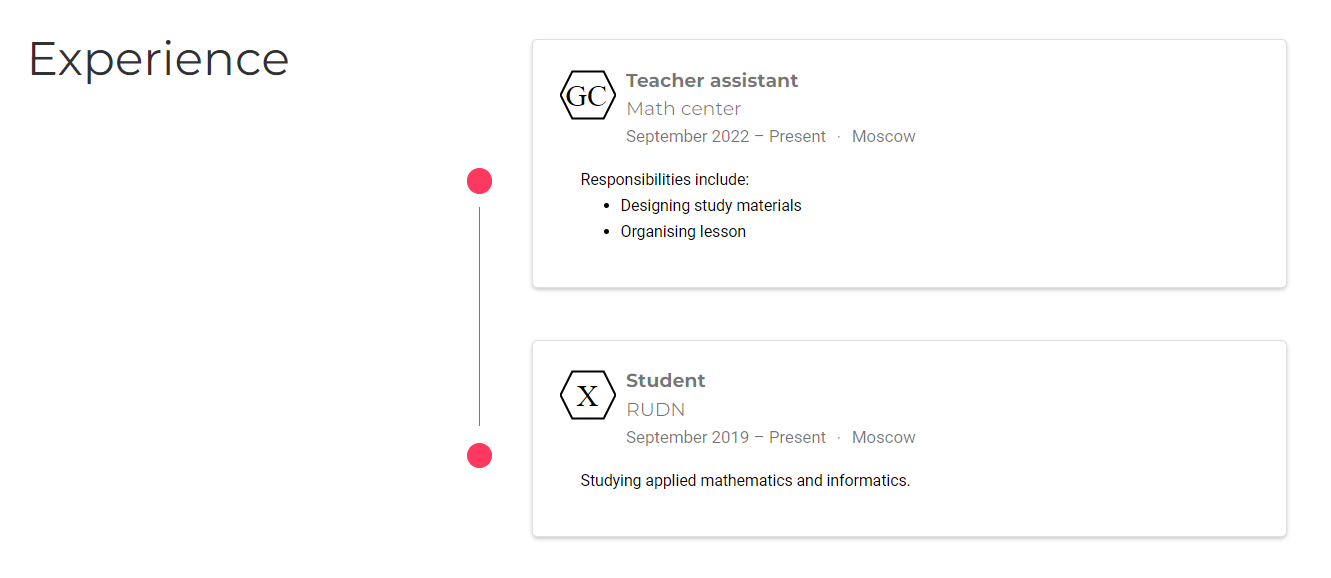 Experience
GC
Teacher assistant
Math center
September 2022 – Present · Moscow
Responsibilities include:
• Designing study materials
• Organising lesson
X
Student
RUDN
September 2019 – Present · Moscow
Studying applied mathematics and informatics.